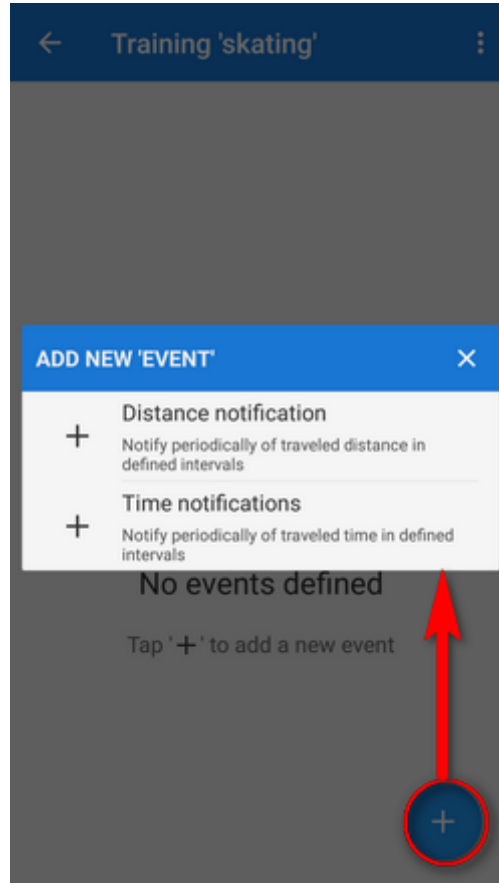 Training 'skating'
ADD NEW 'EVENT'
Distance notification
Notify periodically of traveled distance in
defined intervals
Time notifications
Notify periodically of traveled time in defined
intervals
No events defined
Tap '+' to add a new event